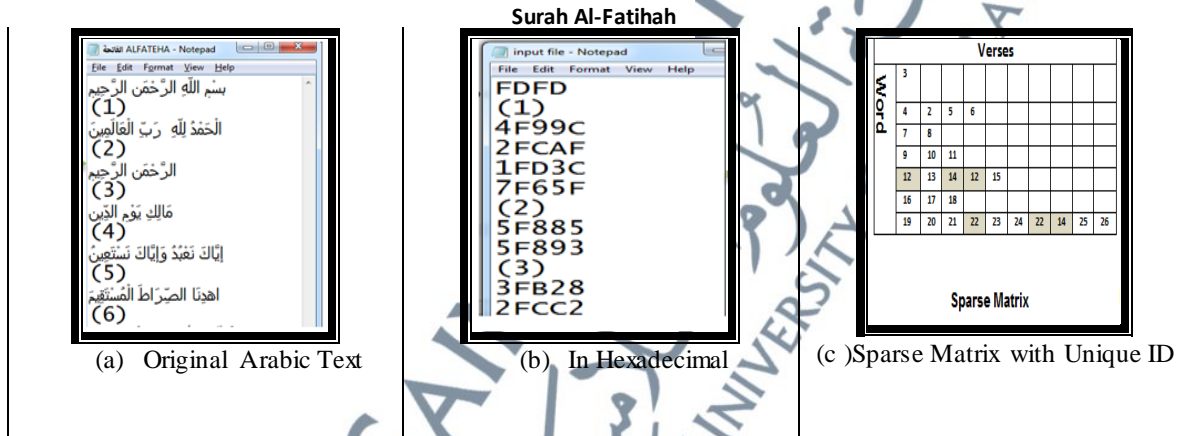 Surah Al-Fatihah
الفاتحة ALFATEHA - Notepad
File Edit Format View Help
بِسْمِ اللّهِ الرَّحْمَنِ الرَّحِيمِ
(1)
الْحَمْدُ لِلّهِ رَبِّ الْعَالَمِينَ
(2)
الرَّحْمَنِ الرَّحِيمِ
(3)
مَالِكِ يَوْمِ الدِّينِ
(4)
إِيَّاكَ نَعْبُدُ وَإِيَّاكَ نَسْتَعِينُ
(5)
اهدِنَا الصِّرَاطَ الْمُسْتَقِيمَ
(6)
(a) Original Arabic Text
input file - Notepad
File Edit Format View Help
FDFD
(1)
4F99C
2FCAF
1FD3C
7F65F
(2)
5F885
5F893
(3)
3FB28
2FCC2
(b) In Hexadecimal
Verses
Word
3
4 2 5 6
7 8
9 10 11
12 13 14 12 15
16 17 18
19 20 21 22 23 24 22 14 25 26
Sparse Matrix
(c )Sparse Matrix with Unique ID